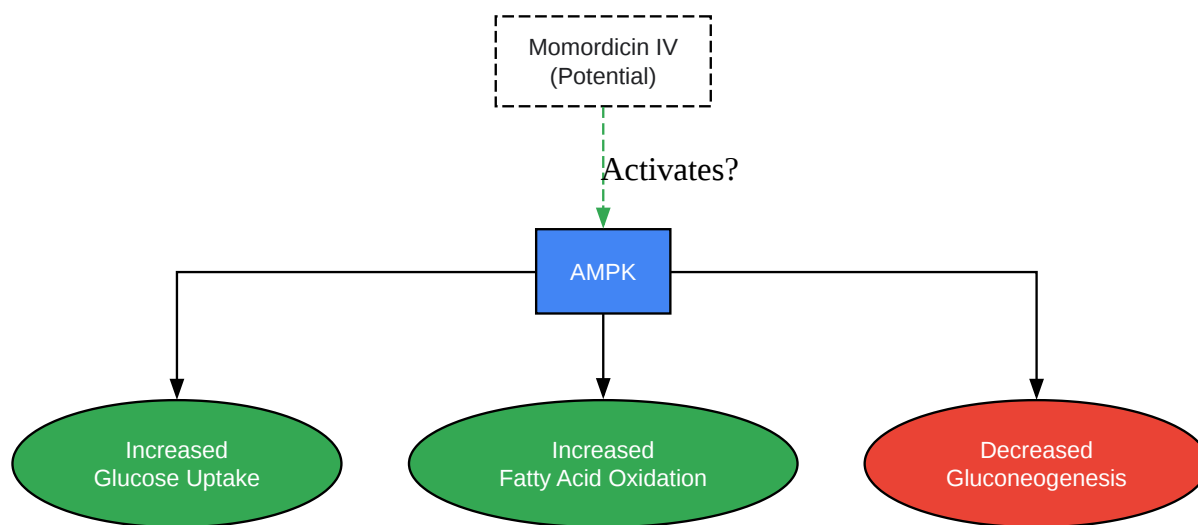 Momordicin IV
(Potential)
Activates?
AMPK
Increased
Glucose Uptake
Increased
Fatty Acid Oxidation
Decreased
Gluconeogenesis